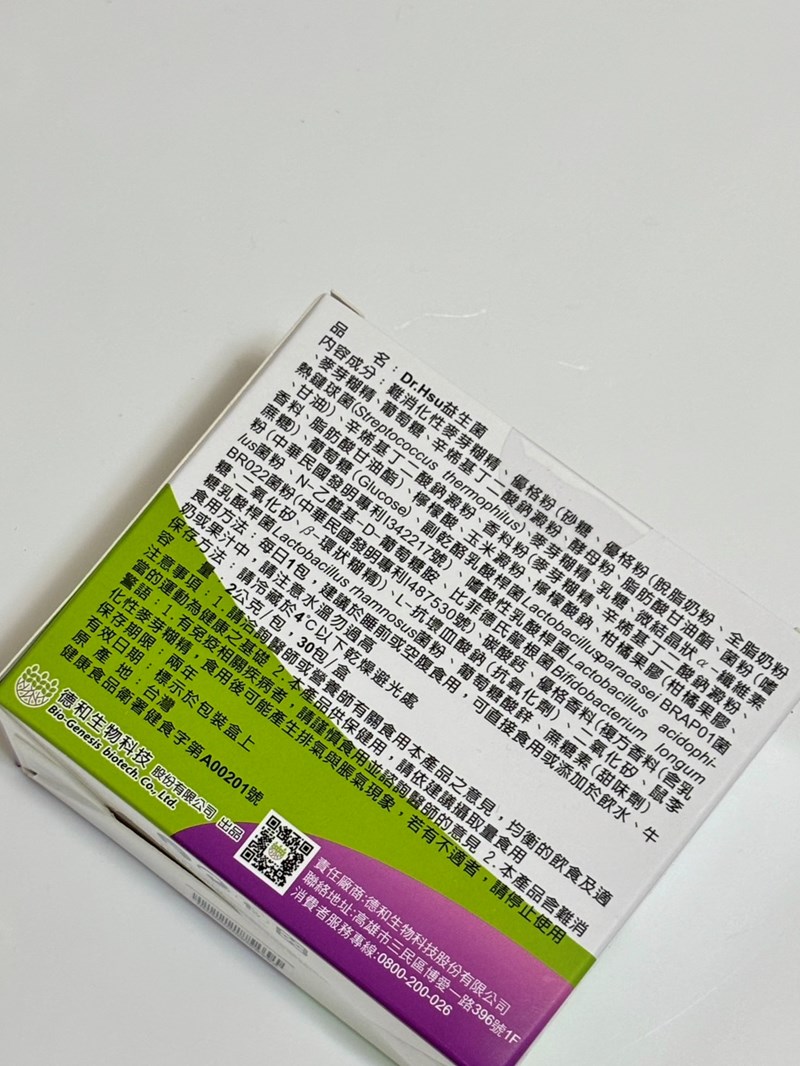 品　　名：Dr.Hsu益生菌
內容成分：難消化性麥芽糊精、優格粉(砂糖、優格粉(脫脂奶粉、全脂奶粉
、麥芽糊精、葡萄糖、辛烯基丁二酸鈉澱粉、酵母粉、脂肪酸甘油酯、蛋粉(嗜
熱鏈球菌(Streptococcus thermophilus)粉(麥芽糊精、乳糖、微結晶狀α-纖維素
、甘油))、辛烯基丁二酸鈉澱粉、香料粉(麥芽糊精、檸檬酸鈉、辛烯基丁二酸鈉澱粉、
香料、脂肪酸甘油酯)、檸檬酸、玉米澱粉、檸檬酸鈉、柑橘果膠(柑橘果膠、
蔗糖))、葡萄糖(Glucose)、副乾酪乳酸桿菌Lactobacillus paracasei BRAP01菌
粉(中華民國發明專利I342217號)、嗜酸性乳酸桿菌Lactobacillus acidophi-
lus菌粉、N-乙醯基-D-葡萄糖胺、比菲德氏龍根菌Bifidobacterium longum
BR022菌粉(中華民國發明專利I487530號)、碳酸鈣、優格香料(複方香料(含乳
糖、二氧化矽、β-環狀糊精)、L-抗壞血酸鈉(抗氧化劑)、二氧化矽、鼠李
糖乳酸桿菌Lactobacillus rhamnosus菌粉、葡萄糖酸鋅、蔗糖素(甜味劑)
食用方法：每日1包，建議於睡前或空腹食用，可直接食用或添加於飲水、牛
奶或果汁中，請注意水溫勿過高
保存方法：請冷藏於4°C以下乾燥避光處
容　　量：2公克/包，30包/盒
注意事項：1.請洽詢醫師或營養師有關食用本產品之意見，均衡的飲食及適
當的運動為健康之基礎 2.本產品供保健用，請依建議攝取量食用
警語：1.有免疫相關疾病者，請謹慎食用並諮詢醫師的意見 2.本產品含難消
化性麥芽糊精，食用後可能產生排氣與脹氣現象，若有不適者，請停止使用
保存期限：兩年
有效日期：標示於包裝盒上
原 產 地：台灣
健康食品衛署健食字第A00201號
德和生物科技 股份有限公司 出品
Bio-Genesis biotech.Co.,Ltd.
責任廠商:德和生物科技股份有限公司
聯絡地址:高雄市三民區博愛一路396號1F
消費者服務專線:0800-200-026